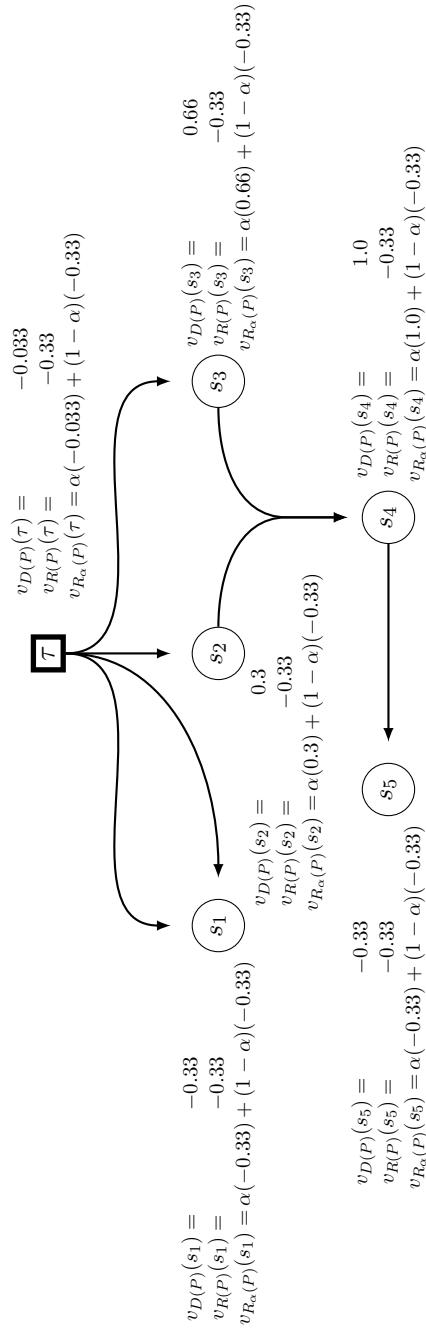 v_{D(P)}(τ) = −0.033
v_{R(P)}(τ) = −0.33
v_{R_α(P)}(τ) = α(−0.033) + (1 − α)(−0.33)
τ
s_1
s_2
s_3
v_{D(P)}(s_1) = −0.33
v_{R(P)}(s_1) = −0.33
v_{R_α(P)}(s_1) = α(−0.33) + (1 − α)(−0.33)
v_{D(P)}(s_2) = 0.3
v_{R(P)}(s_2) = −0.33
v_{R_α(P)}(s_2) = α(0.3) + (1 − α)(−0.33)
v_{D(P)}(s_3) = 0.66
v_{R(P)}(s_3) = −0.33
v_{R_α(P)}(s_3) = α(0.66) + (1 − α)(−0.33)
s_5
s_4
v_{D(P)}(s_5) = −0.33
v_{R(P)}(s_5) = −0.33
v_{R_α(P)}(s_5) = α(−0.33) + (1 − α)(−0.33)
v_{D(P)}(s_4) = 1.0
v_{R(P)}(s_4) = −0.33
v_{R_α(P)}(s_4) = α(1.0) + (1 − α)(−0.33)